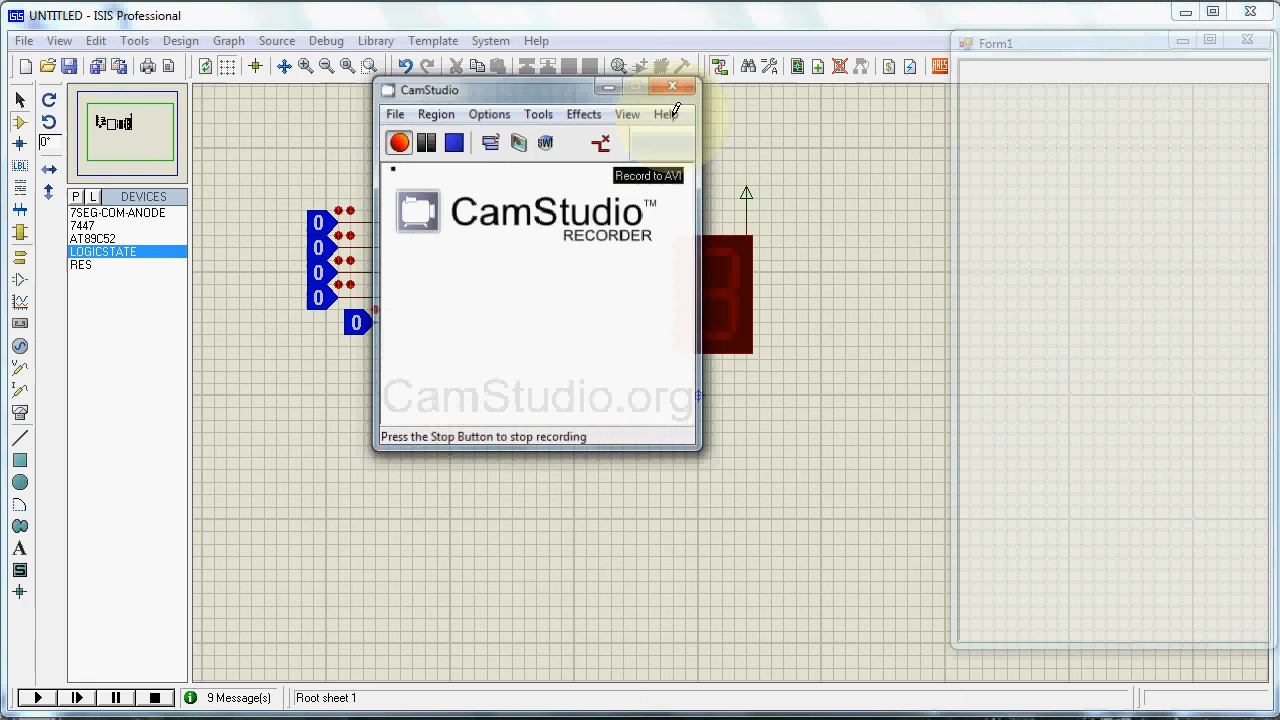 UNTITLED - ISIS Professional
File View Edit Tools Design Graph Source Debug Library Template System Help
Form1
CamStudio
File Region Options Tools Effects View Help
SWF
Record to AVI
CamStudio™
RECORDER
CamStudio.org
Press the Stop Button to stop recording
0°
P L DEVICES
7SEG-COM-ANODE
7447
AT89C52
LOGICSTATE
RES
0
0
0
0
0
LBL
A
S
9 Message(s)
Root sheet 1